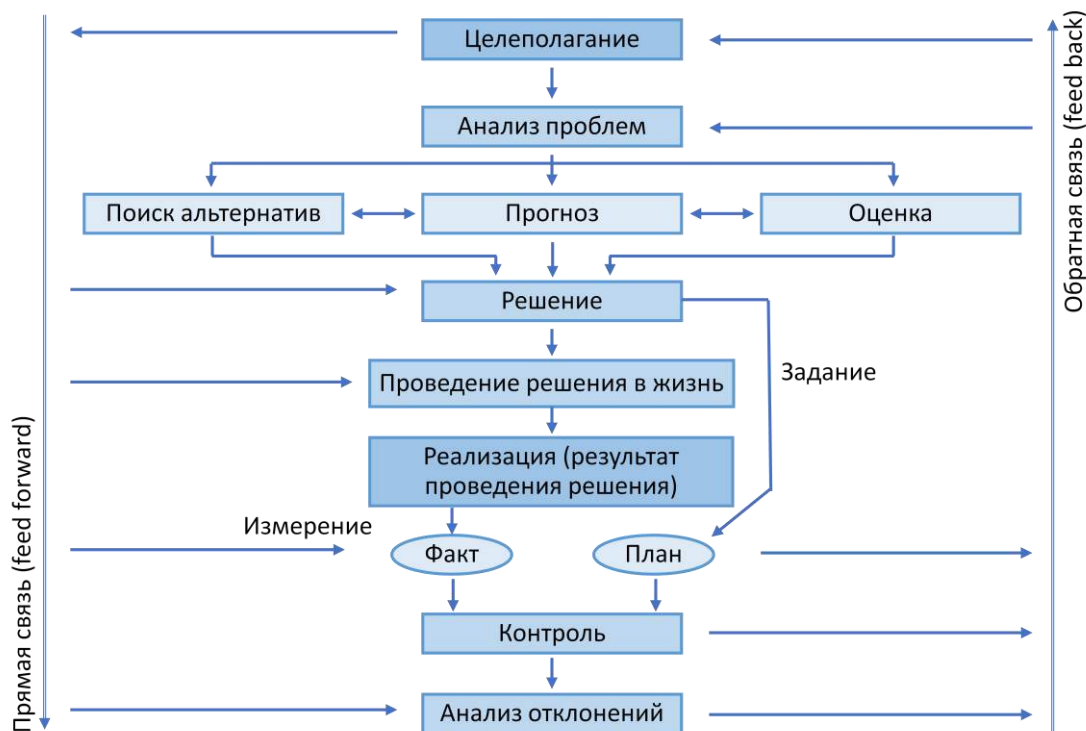 Целеполагание
Анализ проблем
Поиск альтернатив
Прогноз
Оценка
Решение
Задание
Проведение решения в жизнь
Реализация (результат
проведения решения)
Измерение
Факт
План
Контроль
Анализ отклонений
Прямая связь (feed forward)
Обратная связь (feed back)